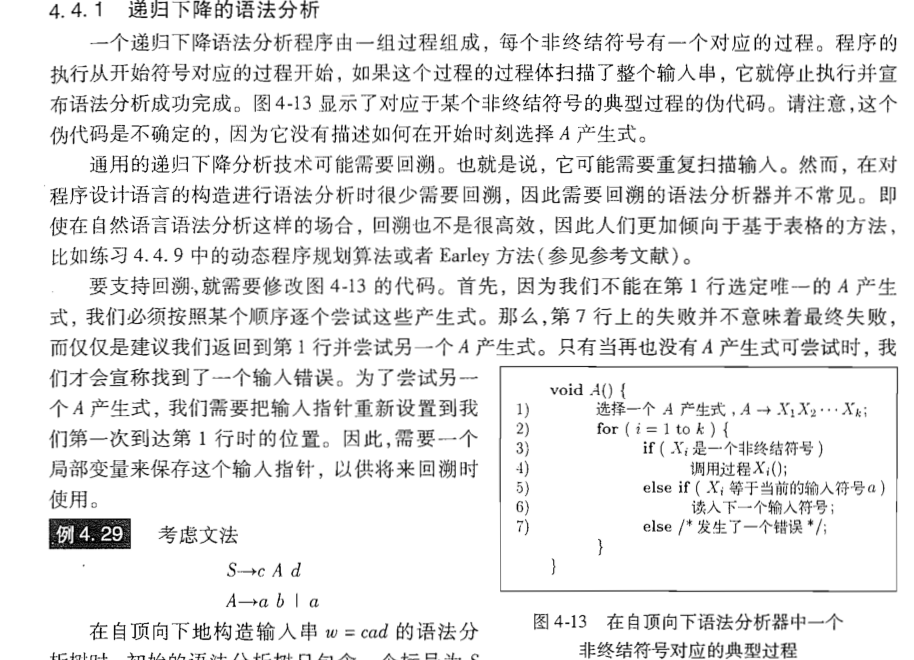 4.4.1 递归下降的语法分析
一个递归下降语法分析程序由一组过程组成，每个非终结符号有一个对应的过程。程序的
执行从开始符号对应的过程开始，如果这个过程的过程体扫描了整个输入串，它就停止执行并宣
布语法分析成功完成。图4-13 显示了对应于某个非终结符号的典型过程的伪代码。请注意,这个
伪代码是不确定的，因为它没有描述如何在开始时刻选择 A 产生式。
通用的递归下降分析技术可能需要回溯。也就是说，它可能需要重复扫描输入。然而，在对
程序设计语言的构造进行语法分析时很少需要回溯，因此需要回溯的语法分析器并不常见。即
使在自然语言语法分析这样的场合，回溯也不是很高效，因此人们更加倾向于基于表格的方法，
比如练习 4.4.9 中的动态程序规划算法或者 Earley 方法(参见参考文献)。
要支持回溯,就需要修改图 4-13 的代码。首先，因为我们不能在第 1 行选定唯一的 A 产生
式，我们必须按照某个顺序逐个尝试这些产生式。那么,第 7 行上的失败并不意味着最终失败，
而仅仅是建议我们返回到第 1 行并尝试另一个 A 产生式。只有当再也没有 A 产生式可尝试时，我
们才会宣称找到了一个输入错误。为了尝试另一
个 A 产生式，我们需要把输入指针重新设置到我
们第一次到达第 1 行时的位置。因此,需要一个
局部变量来保存这个输入指针，以供将来回溯时
使用。
例 4.29 考虑文法
S→c A d
A→a b | a
在自顶向下地构造输入串 w = cad 的语法分
void A() {
1) 选择一个 A 产生式 , A → X₁X₂⋯Xₖ;
2) for ( i = 1 to k ) {
3) if ( Xᵢ 是一个非终结符号 )
4) 调用过程Xᵢ();
5) else if ( Xᵢ 等于当前的输入符号a )
6) 读入下一个输入符号;
7) else /* 发生了一个错误 */;
}
}
图 4-13 在自顶向下语法分析器中一个
非终结符号对应的典型过程